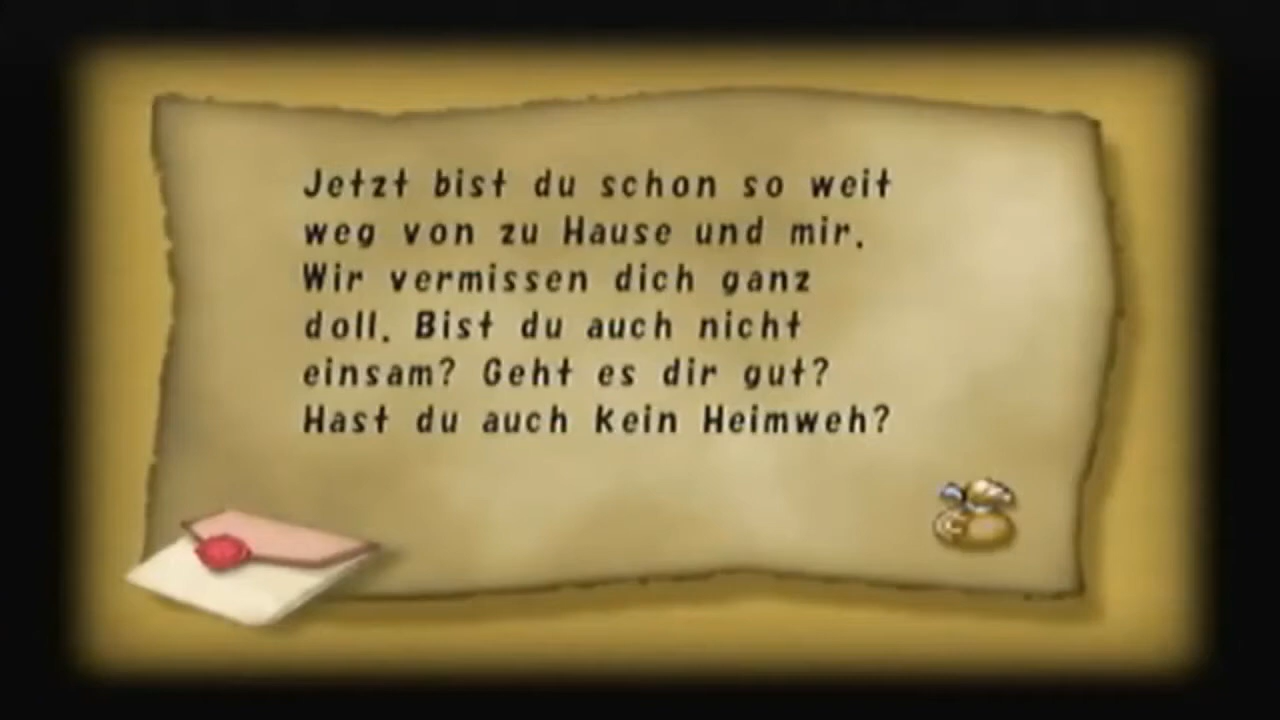 Jetzt bist du schon so weit
weg von zu Hause und mir.
Wir vermissen dich ganz
doll. Bist du auch nicht
einsam? Geht es dir gut?
Hast du auch kein Heimweh?